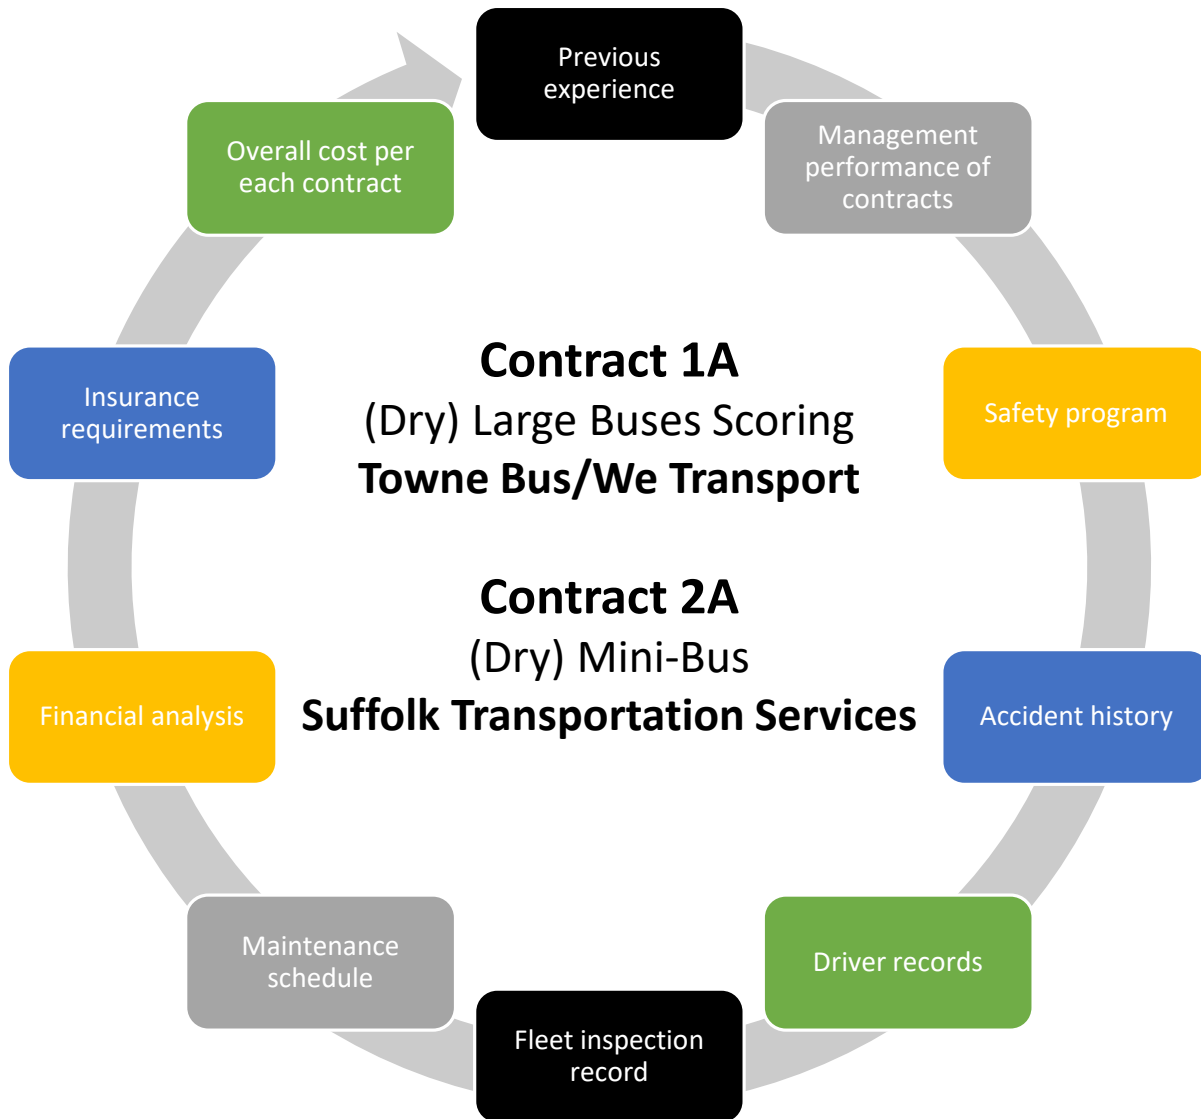 Previous
experience
Management
performance of
contracts
Safety program
Accident history
Driver records
Fleet inspection
record
Maintenance
schedule
Financial analysis
Insurance
requirements
Overall cost per
each contract
Contract 1A
(Dry) Large Buses Scoring
Towne Bus/We Transport
Contract 2A
(Dry) Mini-Bus
Suffolk Transportation Services